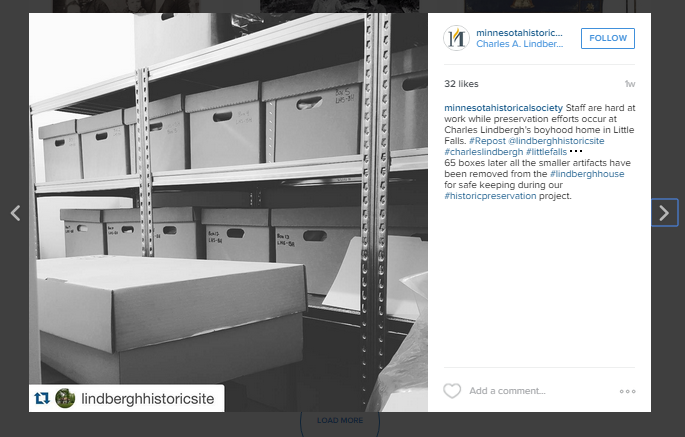 minnesotahistoric...
Charles A. Lindber...
FOLLOW
32 likes
1w
minnesotahistoricalsociety Staff are hard at
work while preservation efforts occur at
Charles Lindbergh's boyhood home in Little
Falls. #Repost @lindberghhistoricsite
#charleslindbergh #littlefalls •••
65 boxes later all the smaller artifacts have
been removed from the #lindberghhouse
for safe keeping during our
#historicpreservation project.
Add a comment...
lindberghhistoricsite
LOAD MORE